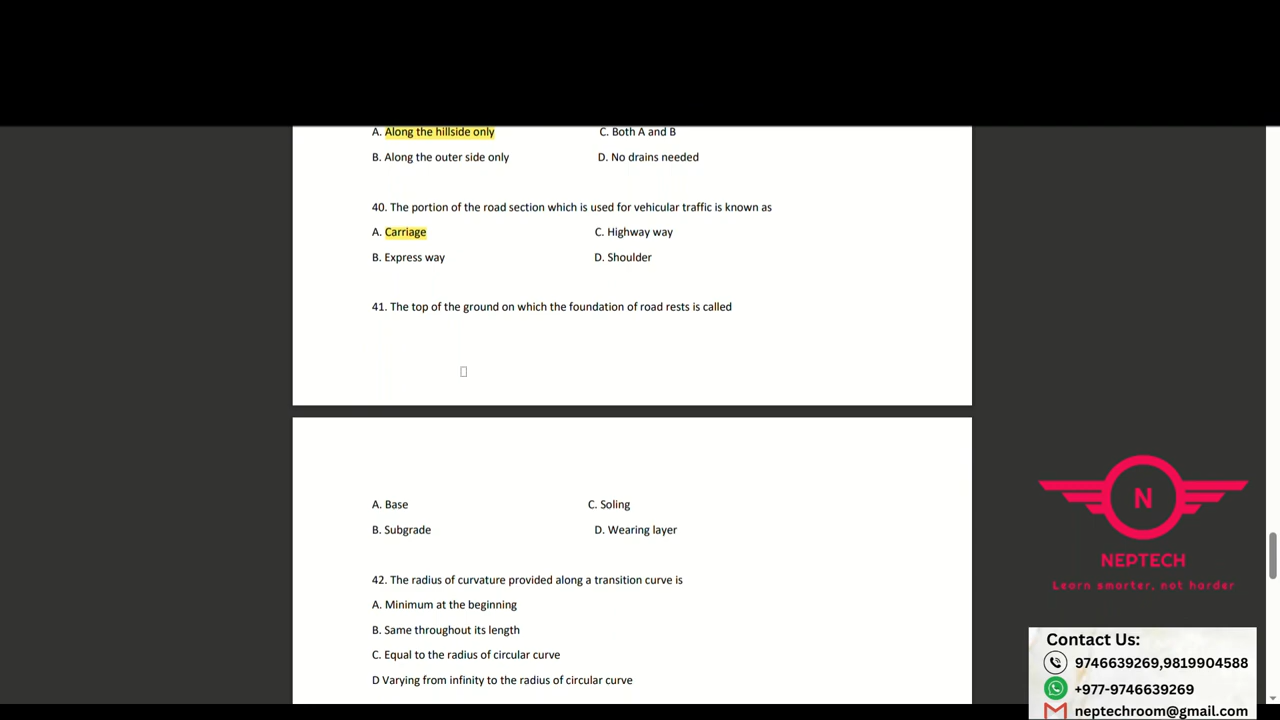 A. Along the hillside only C. Both A and B
B. Along the outer side only D. No drains needed
40. The portion of the road section which is used for vehicular traffic is known as
A. Carriage C. Highway way
B. Express way D. Shoulder
41. The top of the ground on which the foundation of road rests is called
A. Base C. Soling
B. Subgrade D. Wearing layer
42. The radius of curvature provided along a transition curve is
A. Minimum at the beginning
B. Same throughout its length
C. Equal to the radius of circular curve
D Varying from infinity to the radius of circular curve
N
NEPTECH
Learn smarter, not harder
Contact Us:
9746639269,9819904588
+977-9746639269
neptechroom@gmail.com